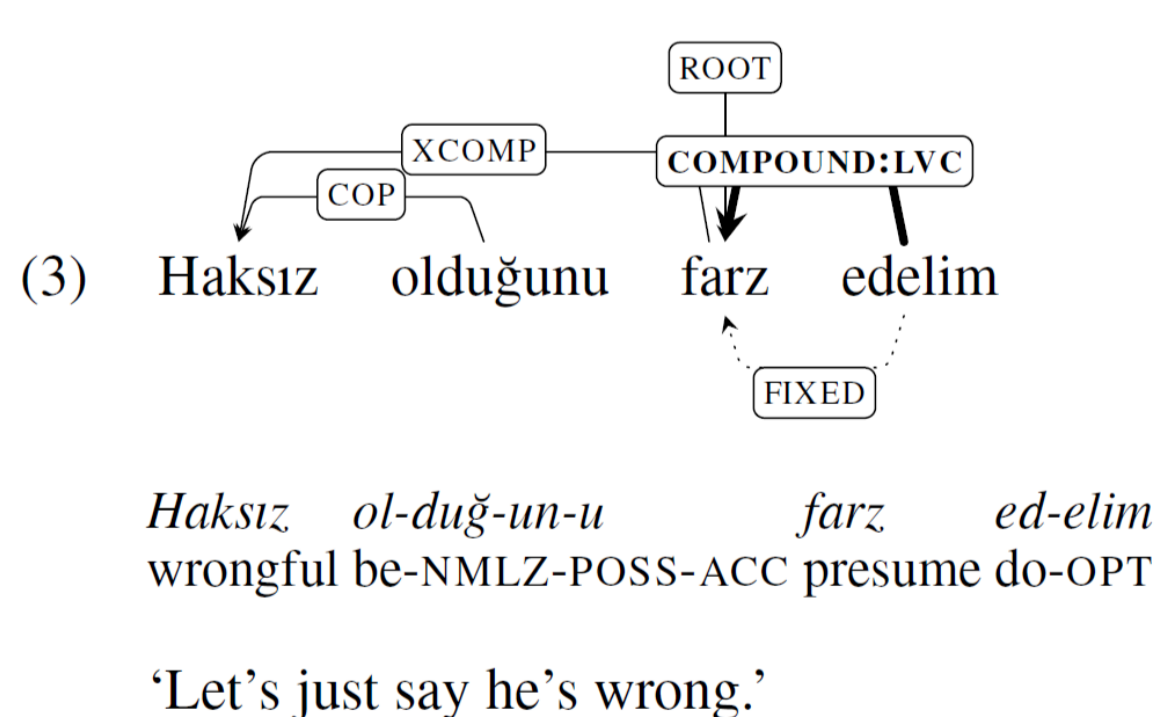 ROOT
XCOMP
COMPOUND:LVC
COP
(3) Haksız olduğunu farz edelim
FIXED
Haksız ol-duğ-un-u farz ed-elim
wrongful be-NMLZ-POSS-ACC presume do-OPT
‘Let’s just say he’s wrong.’